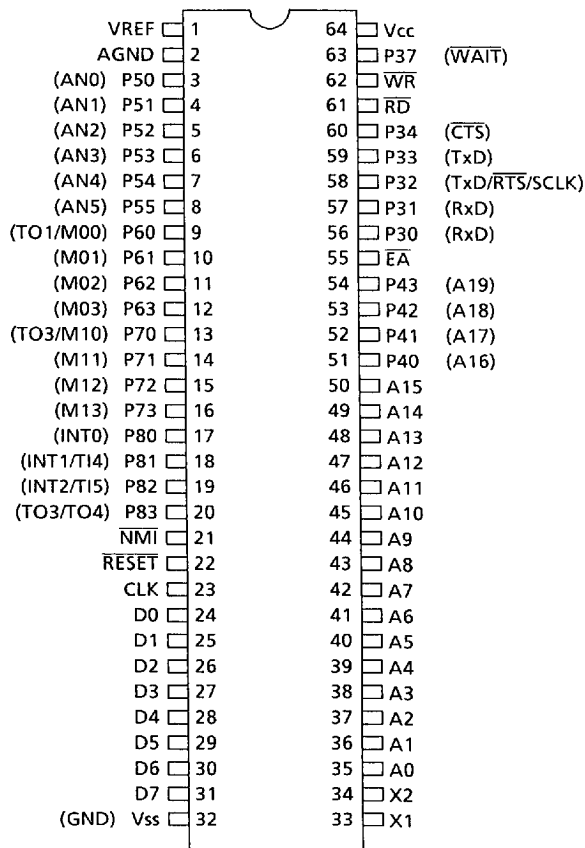 VREF 1 64 Vcc
AGND 2 63 P37 (W̅A̅I̅T̅)
(AN0) P50 3 62 W̅R̅
(AN1) P51 4 61 R̅D̅
(AN2) P52 5 60 P34 (C̅T̅S̅)
(AN3) P53 6 59 P33 (TxD)
(AN4) P54 7 58 P32 (TxD/R̅T̅S̅/SCLK)
(AN5) P55 8 57 P31 (RxD)
(TO1/M00) P60 9 56 P30 (RxD)
(M01) P61 10 55 E̅A̅
(M02) P62 11 54 P43 (A19)
(M03) P63 12 53 P42 (A18)
(TO3/M10) P70 13 52 P41 (A17)
(M11) P71 14 51 P40 (A16)
(M12) P72 15 50 A15
(M13) P73 16 49 A14
(INT0) P80 17 48 A13
(INT1/TI4) P81 18 47 A12
(INT2/TI5) P82 19 46 A11
(TO3/TO4) P83 20 45 A10
N̅M̅I̅ 21 44 A9
R̅E̅S̅E̅T̅ 22 43 A8
CLK 23 42 A7
D0 24 41 A6
D1 25 40 A5
D2 26 39 A4
D3 27 38 A3
D4 28 37 A2
D5 29 36 A1
D6 30 35 A0
D7 31 34 X2
(GND) Vss 32 33 X1